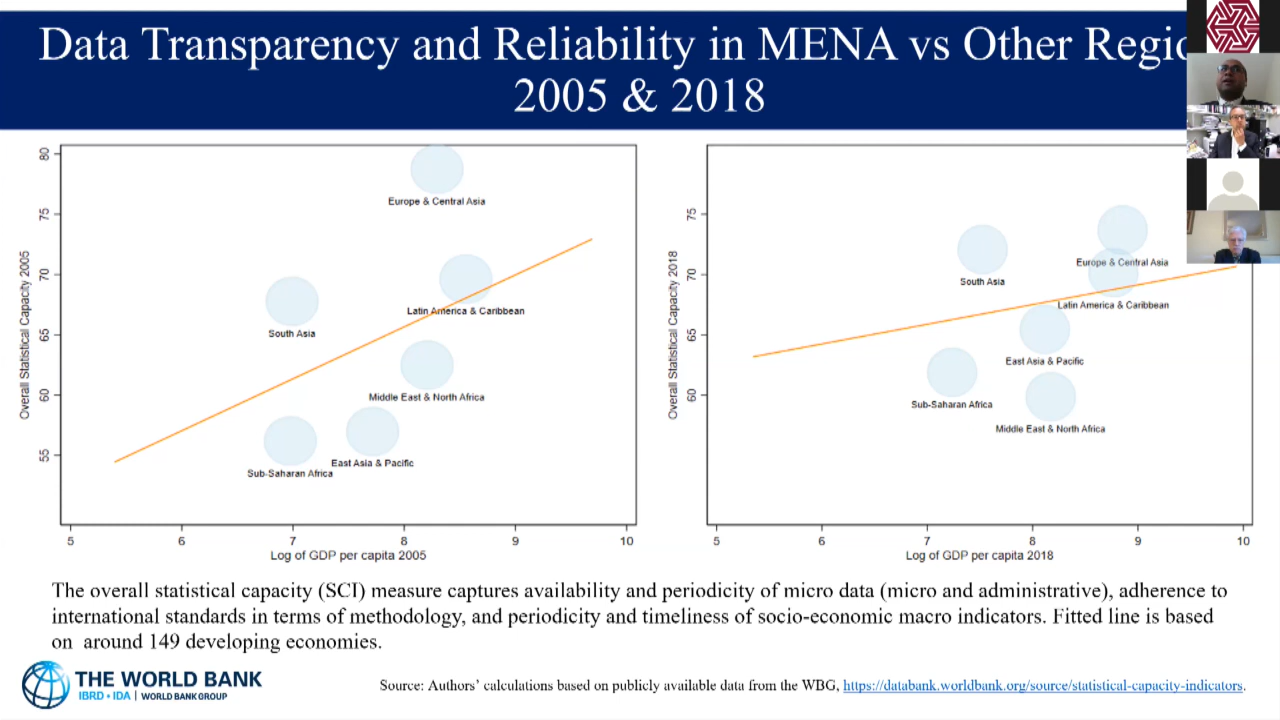 Data Transparency and Reliability in MENA vs Other Regio
2005 & 2018
80
75
70
65
60
55
Overall Statistical Capacity 2005
Europe & Central Asia
Latin America & Caribbean
South Asia
Middle East & North Africa
East Asia & Pacific
Sub-Saharan Africa
5 6 7 8 9 10
Log of GDP per capita 2005
75
70
65
60
Overall Statistical Capacity 2018
Europe & Central Asia
South Asia
Latin America & Caribbean
East Asia & Pacific
Sub-Saharan Africa
Middle East & North Africa
5 6 7 8 9 10
Log of GDP per capita 2018
The overall statistical capacity (SCI) measure captures availability and periodicity of micro data (micro and administrative), adherence to
international standards in terms of methodology, and periodicity and timeliness of socio-economic macro indicators. Fitted line is based
on around 149 developing economies.
THE WORLD BANK
IBRD • IDA | WORLD BANK GROUP
Source: Authors’ calculations based on publicly available data from the WBG, https://databank.worldbank.org/source/statistical-capacity-indicators.